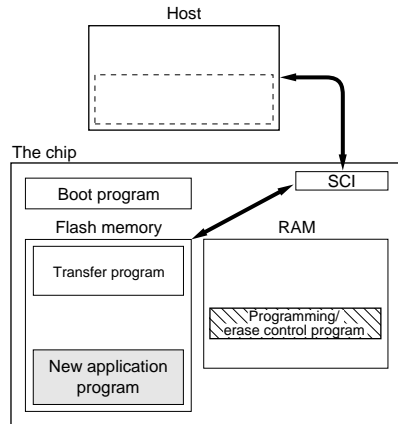 Host
The chip
SCI
Boot program
Flash memory
RAM
Transfer program
Programming/
erase control program
New application
program